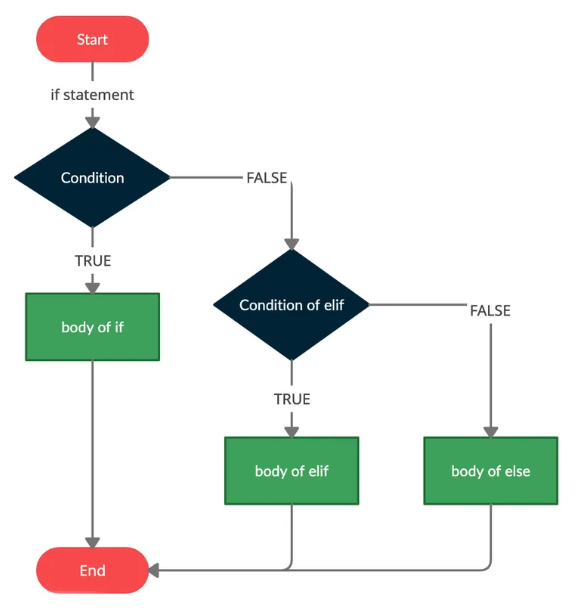 Start
if statement
Condition
FALSE
TRUE
Condition of elif
FALSE
body of if
TRUE
body of elif
body of else
End